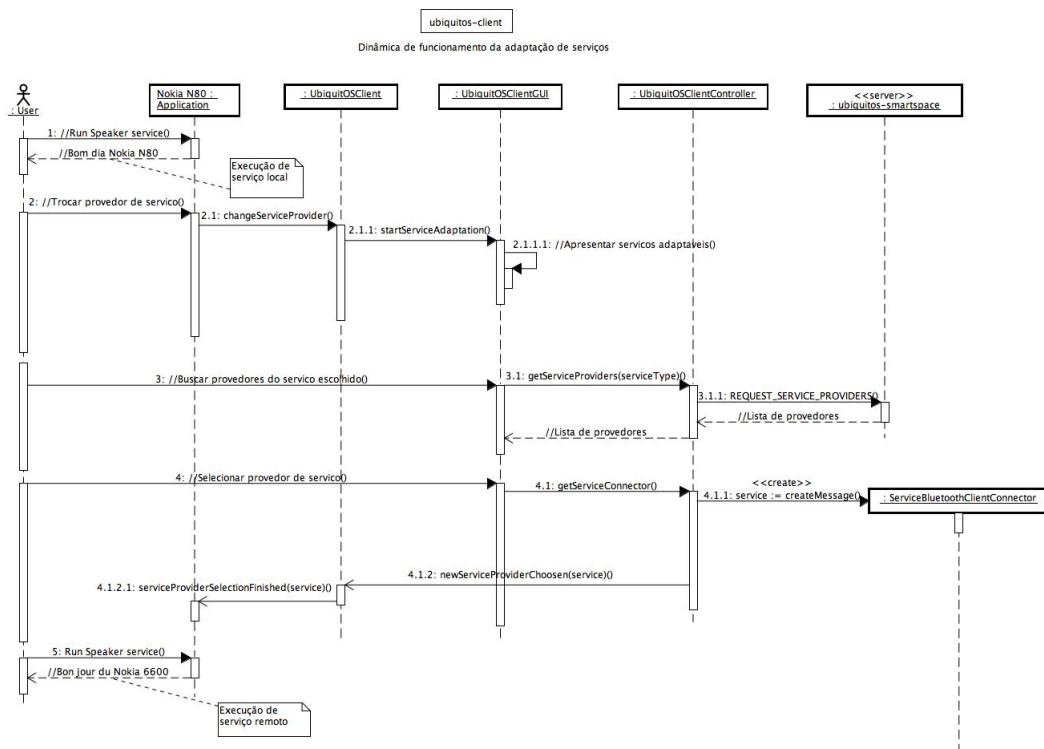 ubiquitos-client
Dinâmica de funcionamento da adaptação de serviços
: User
Nokia N80 :
Application
: UbiquitOSClient
: UbiquitOSClientGUI
: UbiquitOSClientController
<<server>>
: ubiquitos-smartspace
1: //Run Speaker service()
//Bom dia Nokia N80
Execução de
serviço local
2: //Trocar provedor de servico()
2.1: changeServiceProvider()
2.1.1: startServiceAdaptation()
2.1.1.1: //Apresentar servicos adaptaveis()
3: //Buscar provedores do servico escolhido()
3.1: getServiceProviders(serviceType)()
3.1.1: REQUEST_SERVICE_PROVIDERS()
//Lista de provedores
//Lista de provedores
4: //Selecionar provedor de servico()
4.1: getServiceConnector()
<<create>>
4.1.1: service := createMessage()
: ServiceBluetoothClientConnector
4.1.2: newServiceProviderChoosen(service)()
4.1.2.1: serviceProviderSelectionFinished(service)()
5: Run Speaker service()
//Bon jour du Nokia 6600
Execução de
serviço remoto